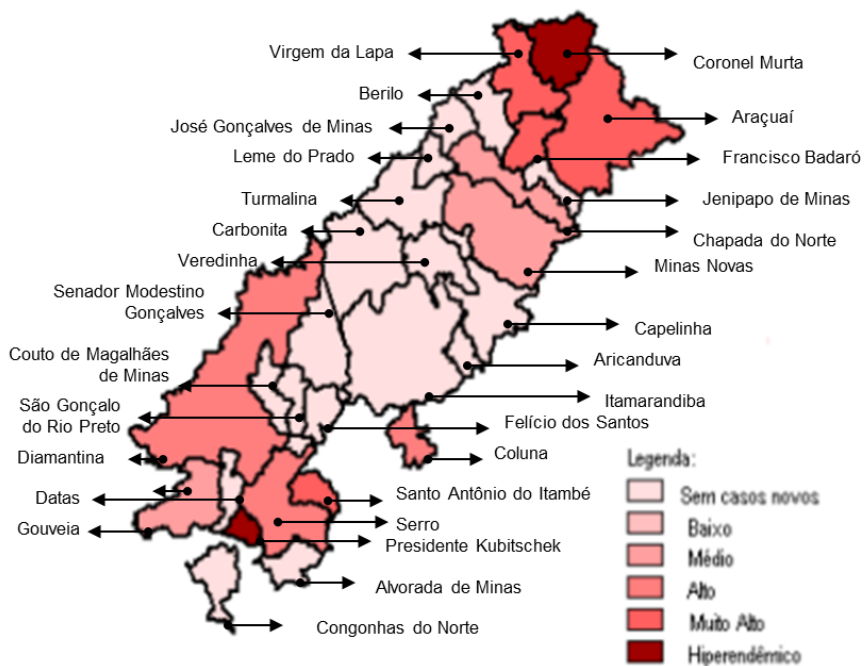 Virgem da Lapa
Coronel Murta
Berilo
Araçuaí
José Gonçalves de Minas
Leme do Prado
Francisco Badaró
Turmalina
Jenipapo de Minas
Carbonita
Chapada do Norte
Veredinha
Minas Novas
Senador Modestino
Gonçalves
Capelinha
Couto de Magalhães
de Minas
Aricanduva
Itamarandiba
São Gonçalo
do Rio Preto
Felício dos Santos
Diamantina
Coluna
Datas
Santo Antônio do Itambé
Gouveia
Serro
Presidente Kubitschek
Alvorada de Minas
Congonhas do Norte
Legenda:
Sem casos novos
Baixo
Médio
Alto
Muito Alto
Hiperendêmico